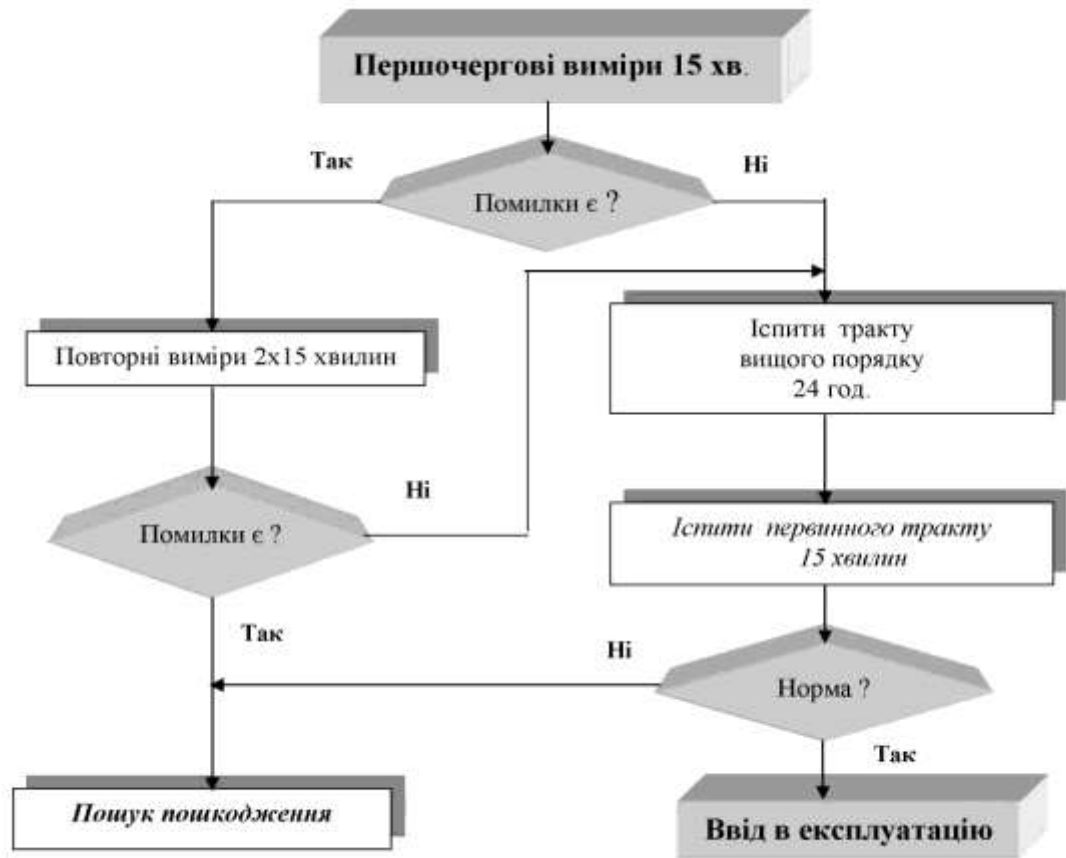 Першочергові виміри 15 хв.
Так
Ні
Помилки є ?
Повторні виміри 2х15 хвилин
Іспити тракту
вищого порядку
24 год.
Помилки є ?
Ні
Іспити первинного тракту
15 хвилин
Так
Ні
Норма ?
Так
Пошук пошкодження
Ввід в експлуатацію